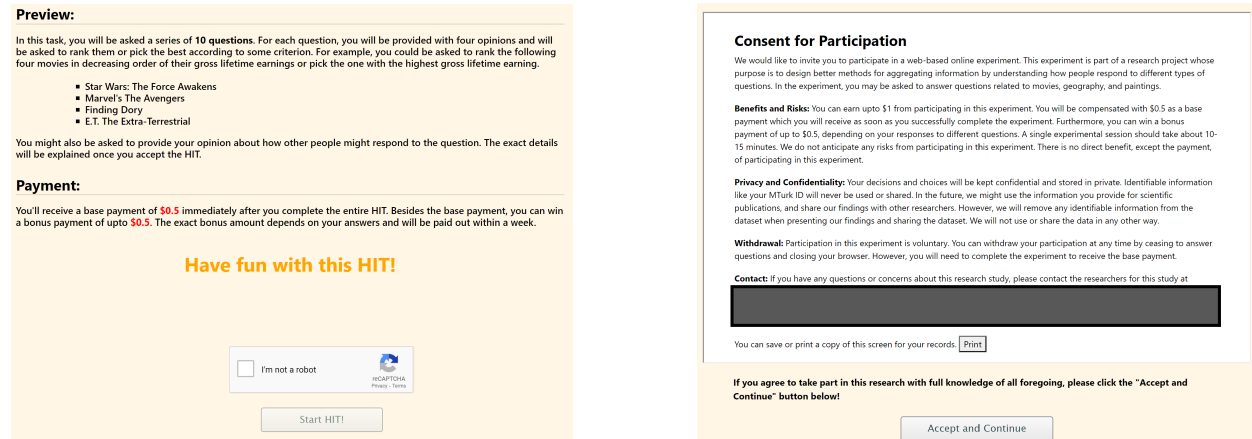 Preview:
In this task, you will be asked a series of 10 questions. For each question, you will be provided with four opinions and will
be asked to rank them or pick the best according to some criterion. For example, you could be asked to rank the following
four movies in decreasing order of their gross lifetime earnings or pick the one with the highest gross lifetime earning.
▪ Star Wars: The Force Awakens
▪ Marvel's The Avengers
▪ Finding Dory
▪ E.T. The Extra-Terrestrial
You might also be asked to provide your opinion about how other people might respond to the question. The exact details
will be explained once you accept the HIT.
Payment:
You'll receive a base payment of $0.5 immediately after you complete the entire HIT. Besides the base payment, you can win
a bonus payment of upto $0.5. The exact bonus amount depends on your answers and will be paid out within a week.
Have fun with this HIT!
I'm not a robot
reCAPTCHA
Privacy - Terms
Start HIT!
Consent for Participation
We would like to invite you to participate in a web-based online experiment. This experiment is part of a research project whose
purpose is to design better methods for aggregating information by understanding how people respond to different types of
questions. In the experiment, you may be asked to answer questions related to movies, geography, and paintings.
Benefits and Risks: You can earn upto $1 from participating in this experiment. You will be compensated with $0.5 as a base
payment which you will receive as soon as you successfully complete the experiment. Furthermore, you can win a bonus
payment of up to $0.5, depending on your responses to different questions. A single experimental session should take about 10-
15 minutes. We do not anticipate any risks from participating in this experiment. There is no direct benefit, except the payment,
of participating in this experiment.
Privacy and Confidentiality: Your decisions and choices will be kept confidential and stored in private. Identifiable information
like your MTurk ID will never be used or shared. In the future, we might use the information you provide for scientific
publications, and share our findings with other researchers. However, we will remove any identifiable information from the
dataset when presenting our findings and sharing the dataset. We will not use or share the data in any other way.
Withdrawal: Participation in this experiment is voluntary. You can withdraw your participation at any time by ceasing to answer
questions and closing your browser. However, you will need to complete the experiment to receive the base payment.
Contact: If you have any questions or concerns about this research study, please contact the researchers for this study at
You can save or print a copy of this screen for your records. Print
If you agree to take part in this research with full knowledge of all foregoing, please click the "Accept and
Continue" button below!
Accept and Continue